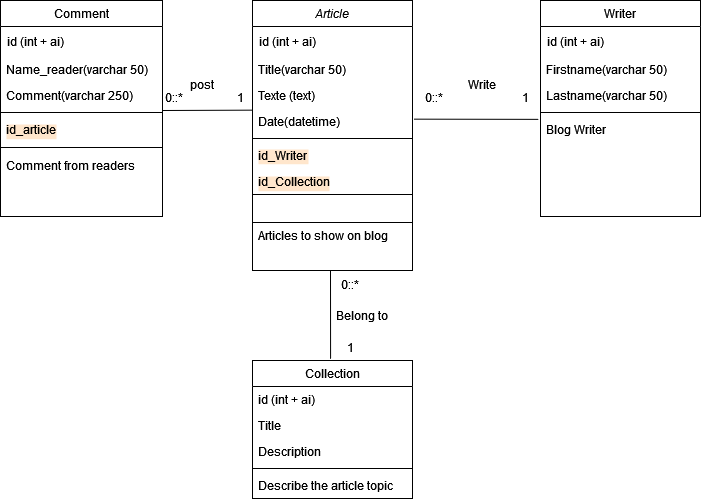 Comment
id (int + ai)
Name_reader(varchar 50)
Comment(varchar 250)
id_article
Comment from readers
post
0::*
1
Article
id (int + ai)
Title(varchar 50)
Texte (text)
Date(datetime)
id_Writer
id_Collection
Articles to show on blog
Write
0::*
1
Writer
id (int + ai)
Firstname(varchar 50)
Lastname(varchar 50)
Blog Writer
0::*
Belong to
1
Collection
id (int + ai)
Title
Description
Describe the article topic